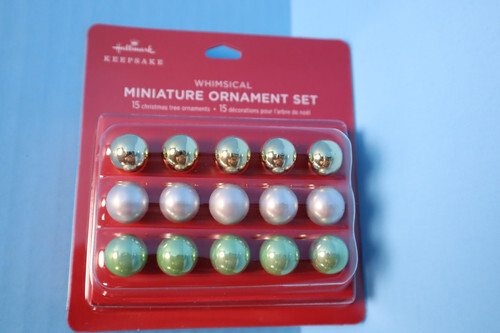 Hallmark
KEEPSAKE
WHIMSICAL
MINIATURE ORNAMENT SET
15 christmas tree ornaments • 15 décorations pour l'arbre de noël